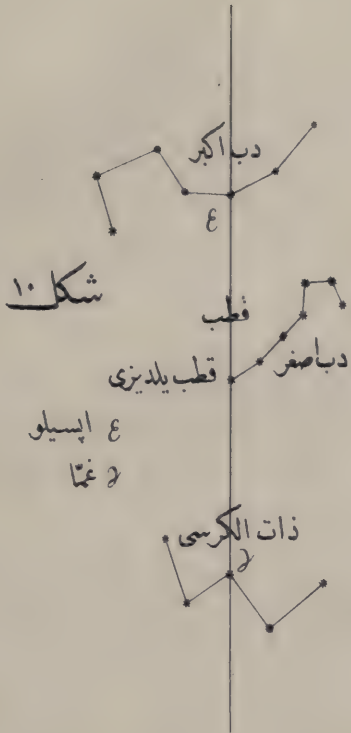 دب اکبر
ε
شکل ۱۰
قطب
دب اصغر
قطب یلدیزی
ε اپسیلو
γ غمّا
ذات الکرسی
γ